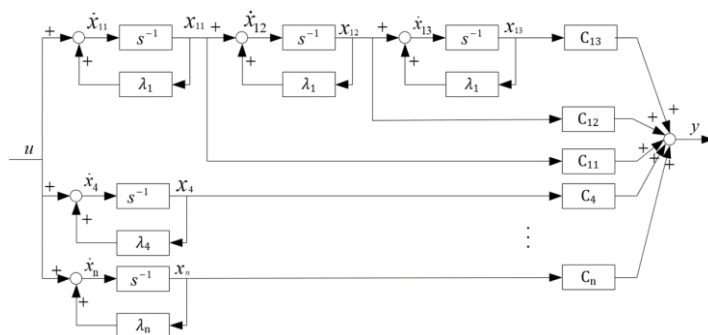 ẋ₁₁ s⁻¹ x₁₁ + ẋ₁₂ s⁻¹ x₁₂ + ẋ₁₃ s⁻¹ x₁₃ C₁₃
+ + + +
λ₁ λ₁ λ₁ +
C₁₂ + y
u + +
C₁₁ + +
ẋ₄ s⁻¹ x₄ C₄
+ +
λ₄ ⋮
ẋₙ s⁻¹ xₙ Cₙ
+ +
λₙ